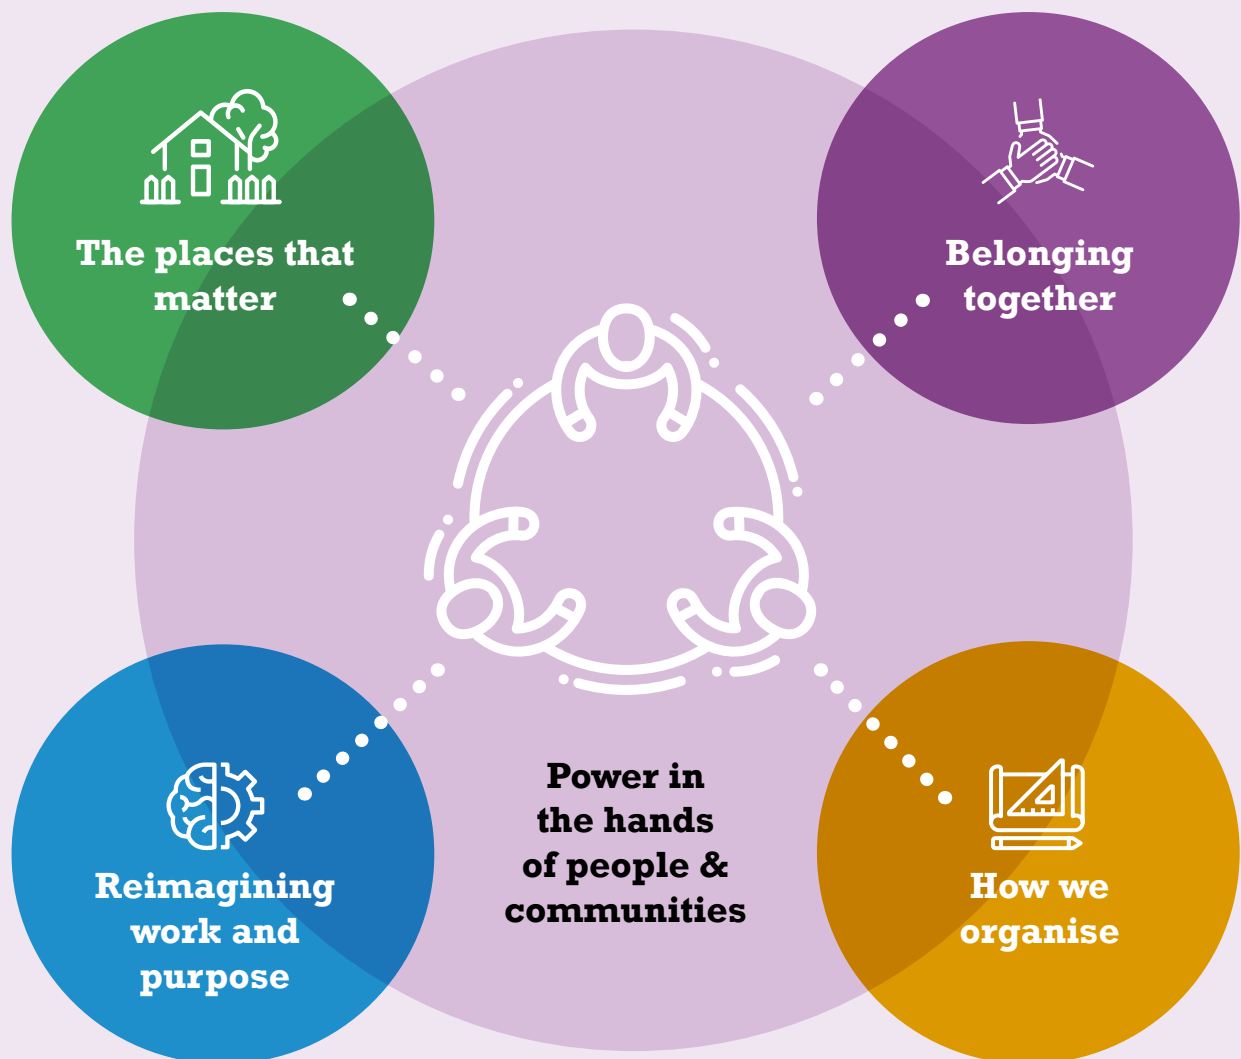 The places that
matter
Belonging
together
Power in
the hands
of people &
communities
Reimagining
work and
purpose
How we
organise